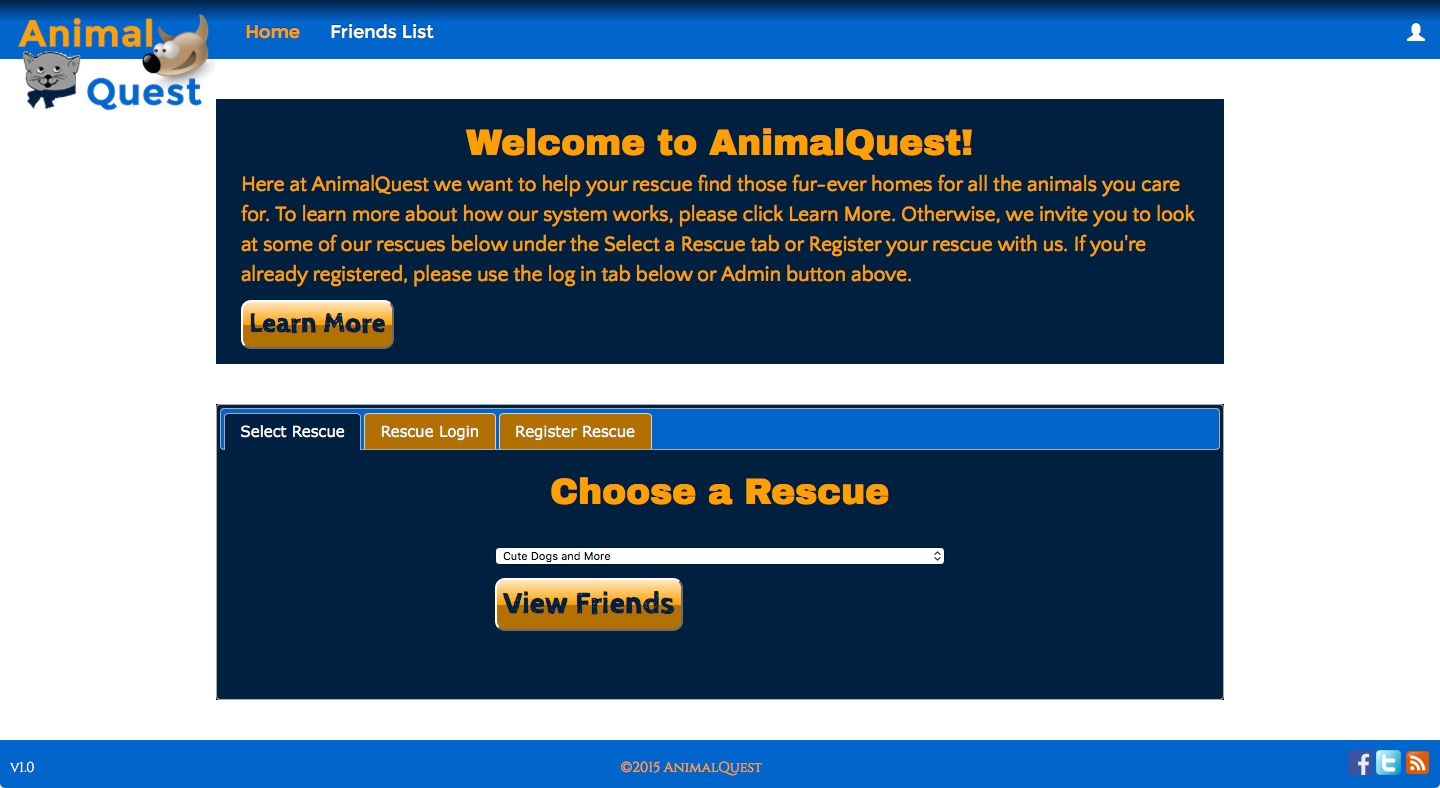 Animal
Quest
Home
Friends List
Welcome to AnimalQuest!
Here at AnimalQuest we want to help your rescue find those fur-ever homes for all the animals you care
for. To learn more about how our system works, please click Learn More. Otherwise, we invite you to look
at some of our rescues below under the Select a Rescue tab or Register your rescue with us. If you're
already registered, please use the log in tab below or Admin button above.
Learn More
Select Rescue
Rescue Login
Register Rescue
Choose a Rescue
Cute Dogs and More
View Friends
v1.0
©2015 AnimalQuest